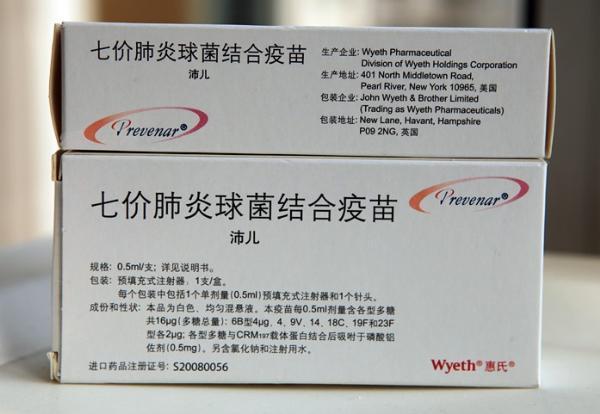 七价肺炎球菌结合疫苗
沛儿
Prevenar®
生产企业: Wyeth Pharmaceutical
Division of Wyeth Holdings Corporation
生产地址: 401 North Middletown Road,
Pearl River, New York 10965, 美国
包装企业: John Wyeth & Brother Limited
(Trading as Wyeth Pharmaceuticals)
包装地址: New Lane, Havant, Hampshire
P09 2NG, 英国
七价肺炎球菌结合疫苗
Prevenar®
沛儿
规格: 0.5ml/支; 详见说明书。
包装: 预填充式注射器, 1支/盒。
每个包装中包括1个单剂量(0.5ml)预填充式注射器和1个针头。
成份和性状: 本品为白色、均匀混悬液。本疫苗每0.5ml剂量含各型多糖
共16μg(多糖总量): 6B型4μg, 4、9V、14、18C、19F和23F
型各2μg; 各型多糖与CRM197载体蛋白结合后吸附于磷酸铝
佐剂(0.5mg)。另含氯化钠和注射用水。
进口药品注册证号: S20080056
Wyeth® 惠氏®